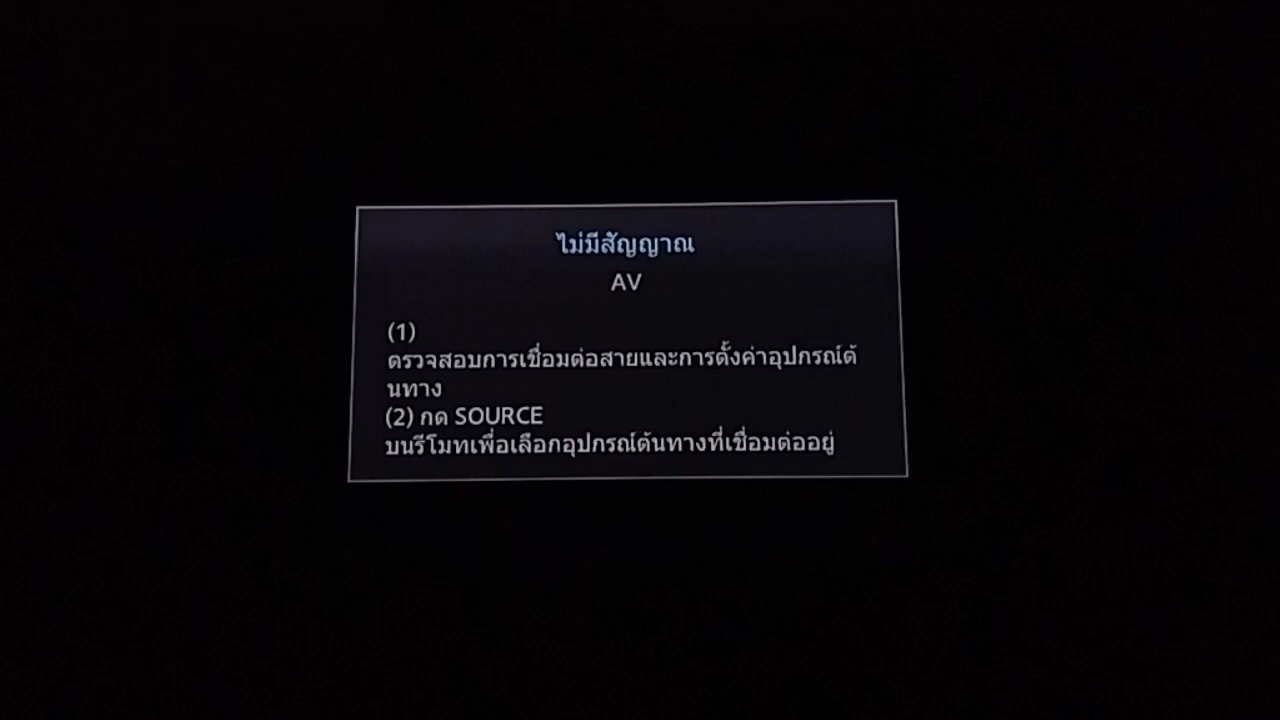 ไม่มีสัญญาณ
AV
(1)
ตรวจสอบการเชื่อมต่อสายและการตั้งค่าอุปกรณ์ต้
นทาง
(2) กด SOURCE
บนรีโมทเพื่อเลือกอุปกรณ์ต้นทางที่เชื่อมต่ออยู่